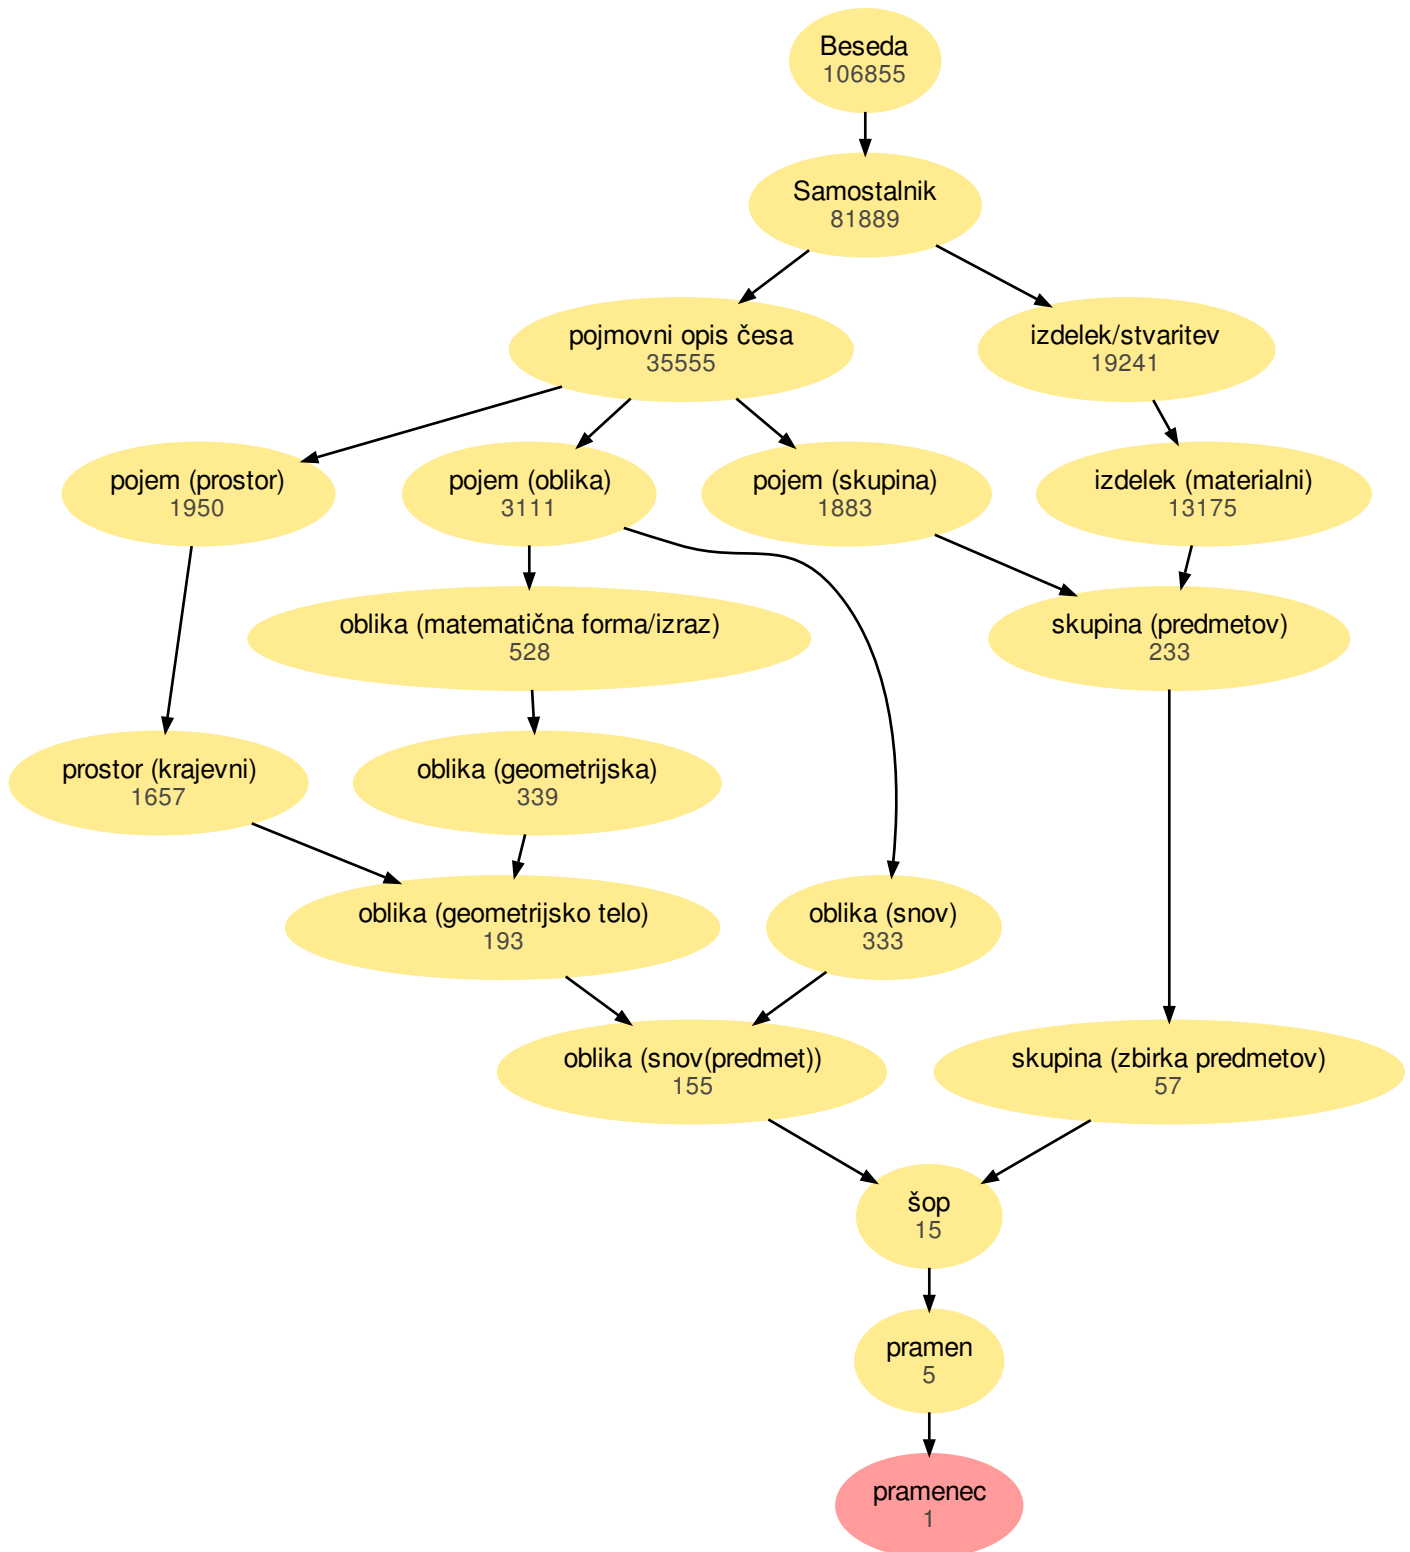 Beseda
106855
Samostalnik
81889
pojmovni opis česa
35555
izdelek/stvaritev
19241
pojem (prostor)
1950
pojem (oblika)
3111
pojem (skupina)
1883
izdelek (materialni)
13175
oblika (matematična forma/izraz)
528
skupina (predmetov)
233
prostor (krajevni)
1657
oblika (geometrijska)
339
oblika (geometrijsko telo)
193
oblika (snov)
333
oblika (snov(predmet))
155
skupina (zbirka predmetov)
57
šop
15
pramen
5
pramenec
1